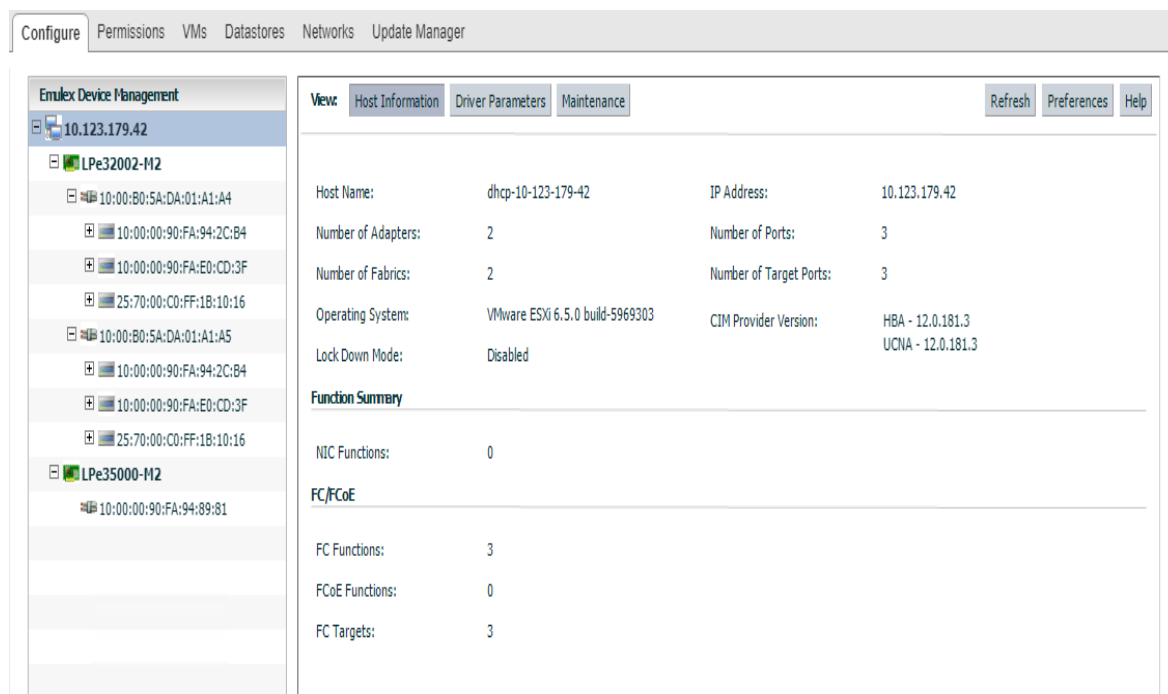 Configure Permissions VMs Datastores Networks Update Manager
Emulex Device Management
10.123.179.42
LPe32002-M2
10:00:B0:5A:DA:01:A1:A4
10:00:00:90:FA:94:2C:B4
10:00:00:90:FA:E0:CD:3F
25:70:00:C0:FF:1B:10:16
10:00:B0:5A:DA:01:A1:A5
10:00:00:90:FA:94:2C:B4
10:00:00:90:FA:E0:CD:3F
25:70:00:C0:FF:1B:10:16
LPe35000-M2
10:00:00:90:FA:94:89:81
View: Host Information Driver Parameters Maintenance Refresh Preferences Help
Host Name: dhcp-10-123-179-42 IP Address: 10.123.179.42
Number of Adapters: 2 Number of Ports: 3
Number of Fabrics: 2 Number of Target Ports: 3
Operating System: VMware ESXi 6.5.0 build-5969303 CIM Provider Version: HBA - 12.0.181.3
UCNA - 12.0.181.3
Lock Down Mode: Disabled
Function Summary
NIC Functions: 0
FC/FCoE
FC Functions: 3
FCoE Functions: 0
FC Targets: 3